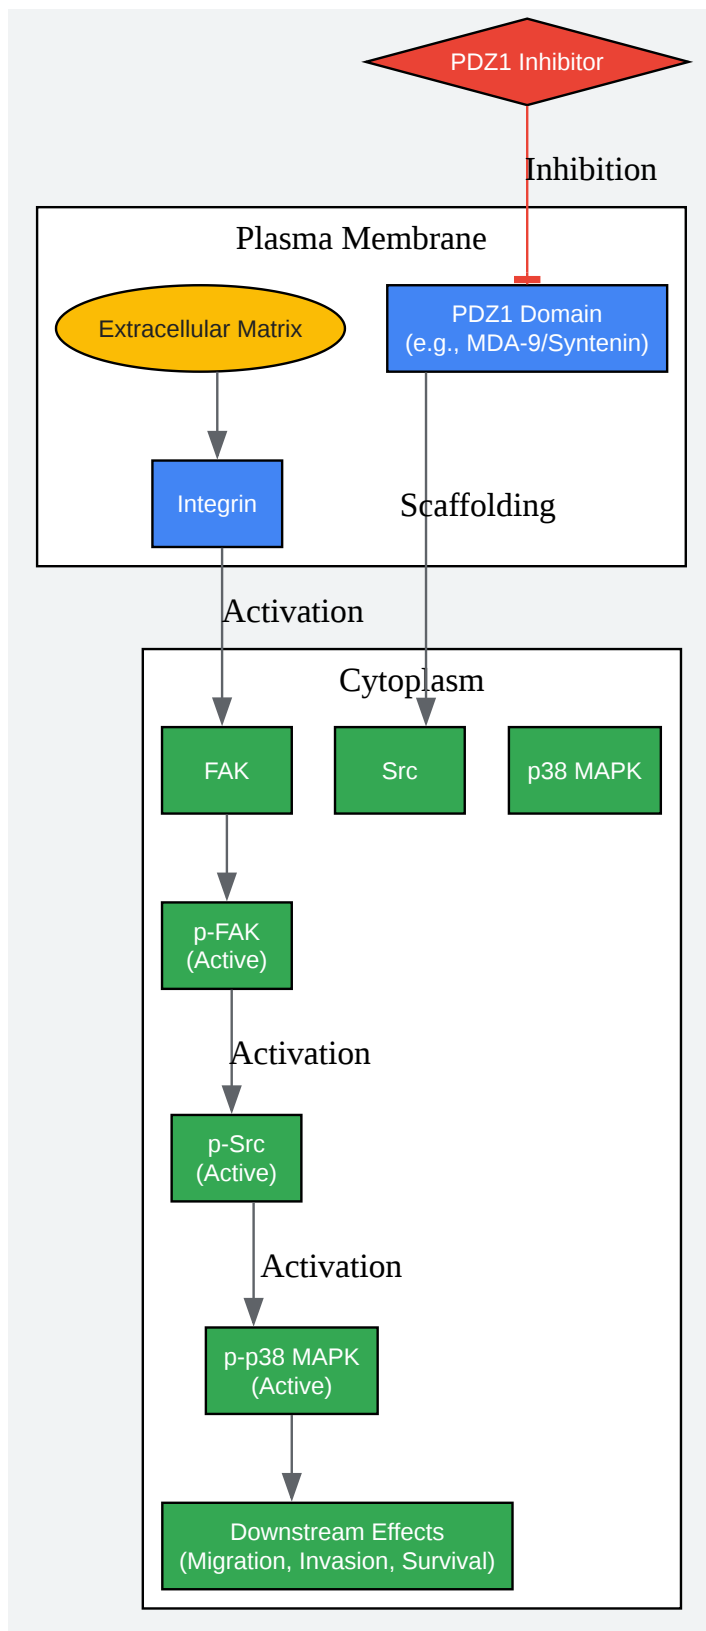 PDZ1 Inhibitor
Inhibition
Plasma Membrane
Extracellular Matrix
PDZ1 Domain
(e.g., MDA-9/Syntenin)
Integrin
Scaffolding
Activation
Cytoplasm
FAK
Src
p38 MAPK
p-FAK
(Active)
Activation
p-Src
(Active)
Activation
p-p38 MAPK
(Active)
Downstream Effects
(Migration, Invasion, Survival)